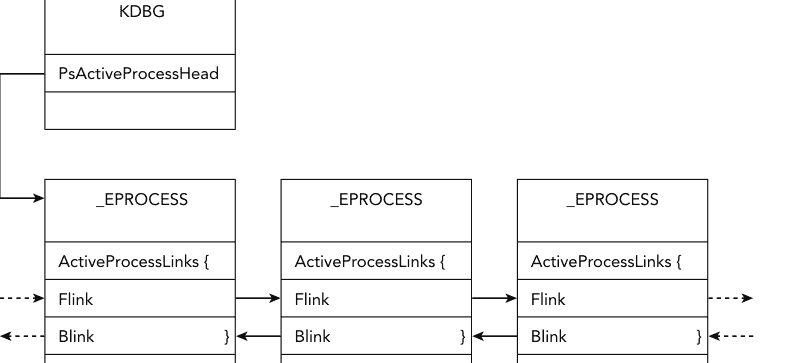 KDBG
PsActiveProcessHead
_EPROCESS _EPROCESS _EPROCESS
ActiveProcessLinks { ActiveProcessLinks { ActiveProcessLinks {
Flink Flink Flink
Blink } Blink } Blink }